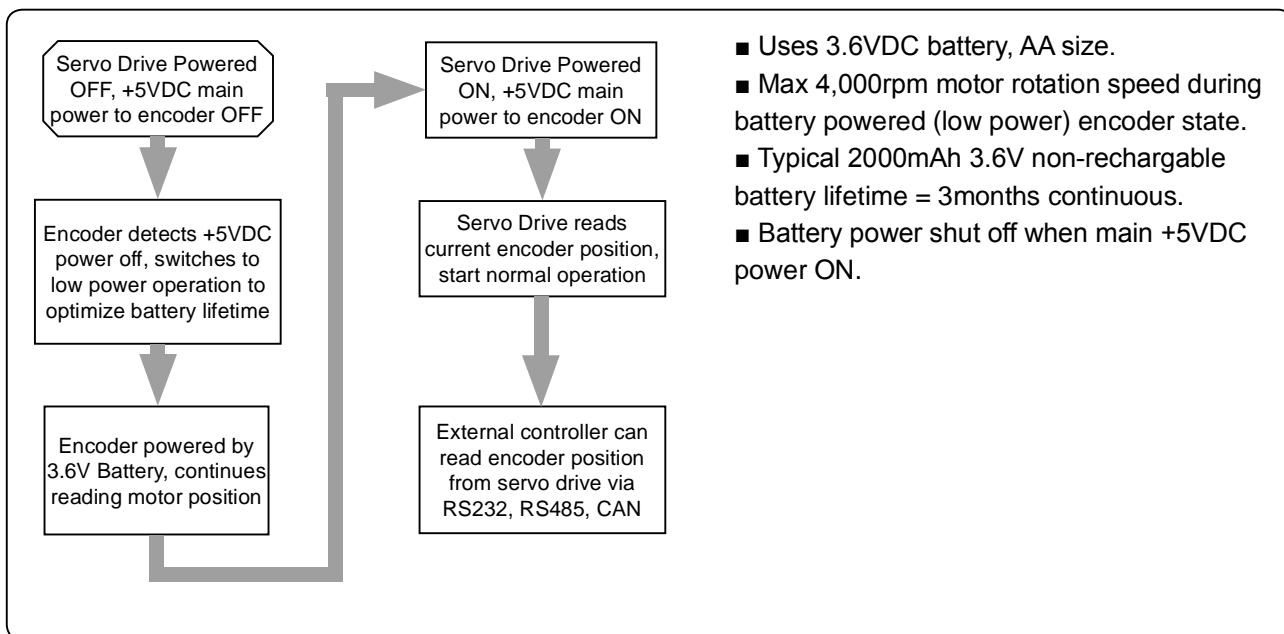 Servo Drive Powered
OFF, +5VDC main
power to encoder OFF
Encoder detects +5VDC
power off, switches to
low power operation to
optimize battery lifetime
Encoder powered by
3.6V Battery, continues
reading motor position
Servo Drive Powered
ON, +5VDC main
power to encoder ON
Servo Drive reads
current encoder position,
start normal operation
External controller can
read encoder position
from servo drive via
RS232, RS485, CAN
■ Uses 3.6VDC battery, AA size.
■ Max 4,000rpm motor rotation speed during
battery powered (low power) encoder state.
■ Typical 2000mAh 3.6V non-rechargable
battery lifetime = 3months continuous.
■ Battery power shut off when main +5VDC
power ON.